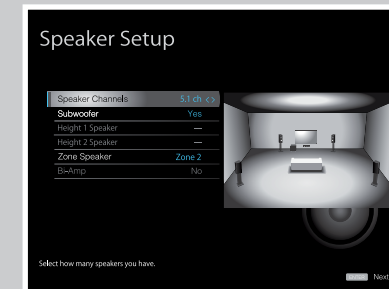 Speaker Setup
Speaker Channels 5.1 ch < >
Subwoofer Yes
Height 1 Speaker —
Height 2 Speaker —
Zone Speaker Zone 2
Bi-Amp No
Select how many speakers you have.
Next